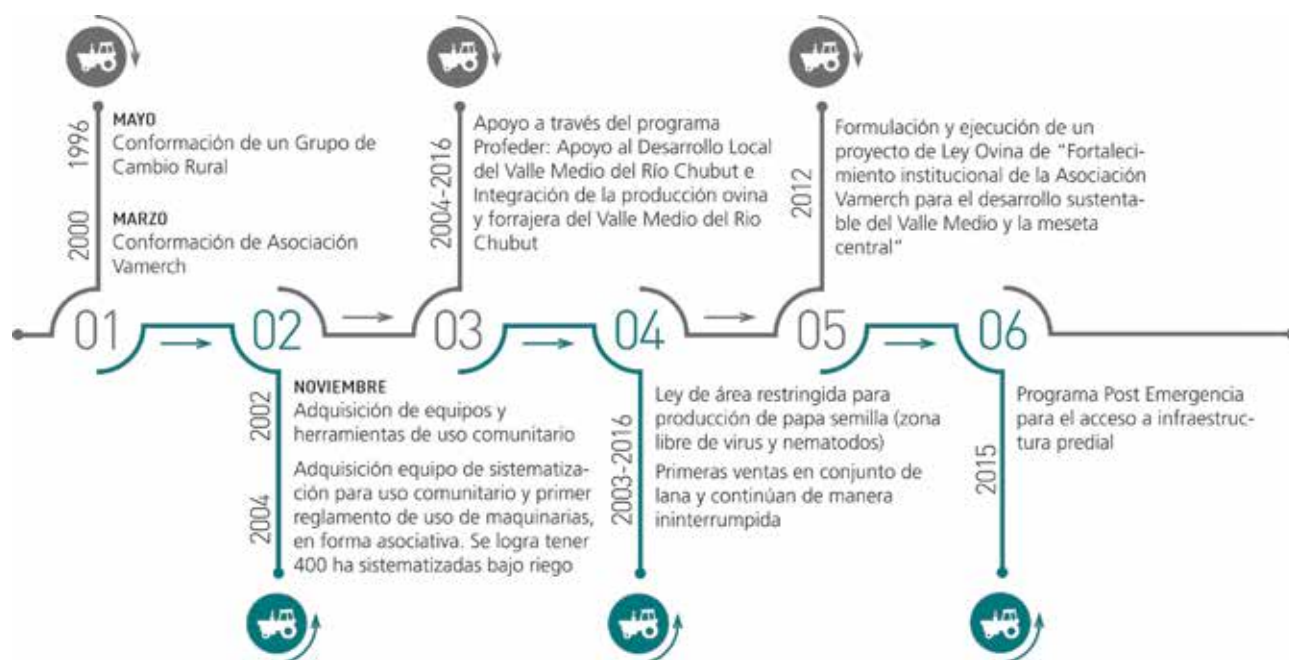 1996
MAYO
Conformación de un Grupo de
Cambio Rural
2000
MARZO
Conformación de Asociación
Vamerch
01
02
2002
NOVIEMBRE
Adquisición de equipos y
herramientas de uso comunitario
2004
Adquisición equipo de sistematiza-
ción para uso comunitario y primer
reglamento de uso de maquinarias,
en forma asociativa. Se logra tener
400 ha sistematizadas bajo riego
2004-2016
Apoyo a través del programa
Profeder: Apoyo al Desarrollo Local
del Valle Medio del Río Chubut e
Integración de la producción ovina
y forrajera del Valle Medio del Rio
Chubut
03
04
2003-2016
Ley de área restringida para
producción de papa semilla (zona
libre de virus y nematodos)
Primeras ventas en conjunto de
lana y continúan de manera
ininterrumpida
2012
Formulación y ejecución de un
proyecto de Ley Ovina de “Fortaleci-
miento institucional de la Asociación
Vamerch para el desarrollo sustenta-
ble del Valle Medio y la meseta
central”
05
06
2015
Programa Post Emergencia
para el acceso a infraestruc-
tura predial